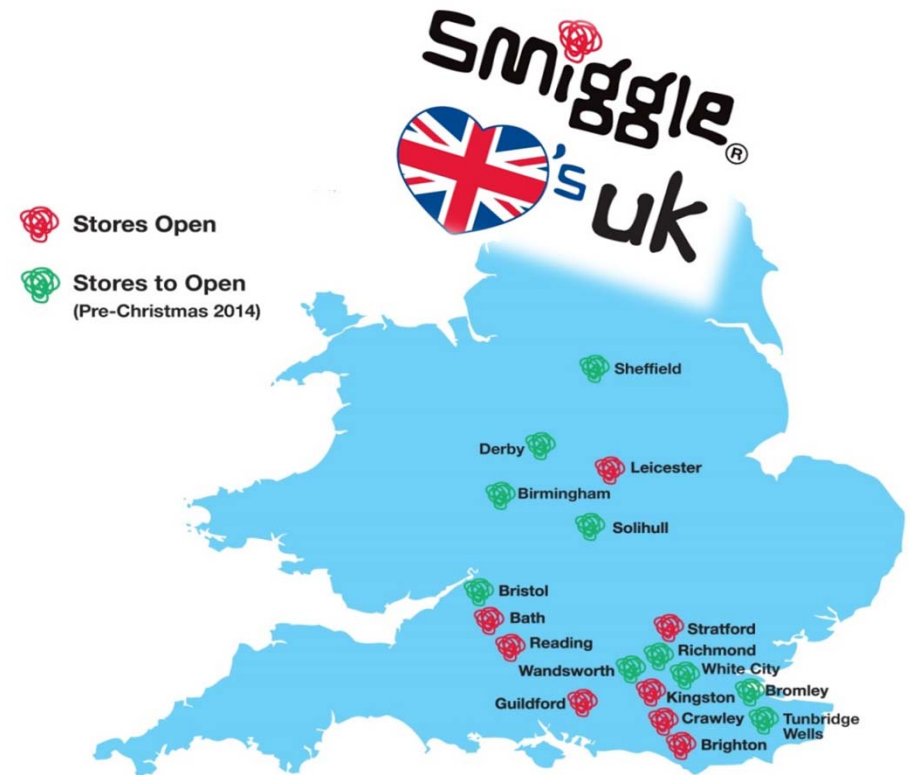 smiggle®
's uk
Stores Open
Stores to Open
(Pre-Christmas 2014)
Sheffield
Derby
Leicester
Birmingham
Solihull
Bristol
Bath
Stratford
Reading
Richmond
Wandsworth
White City
Bromley
Kingston
Guildford
Crawley
Tunbridge
Wells
Brighton